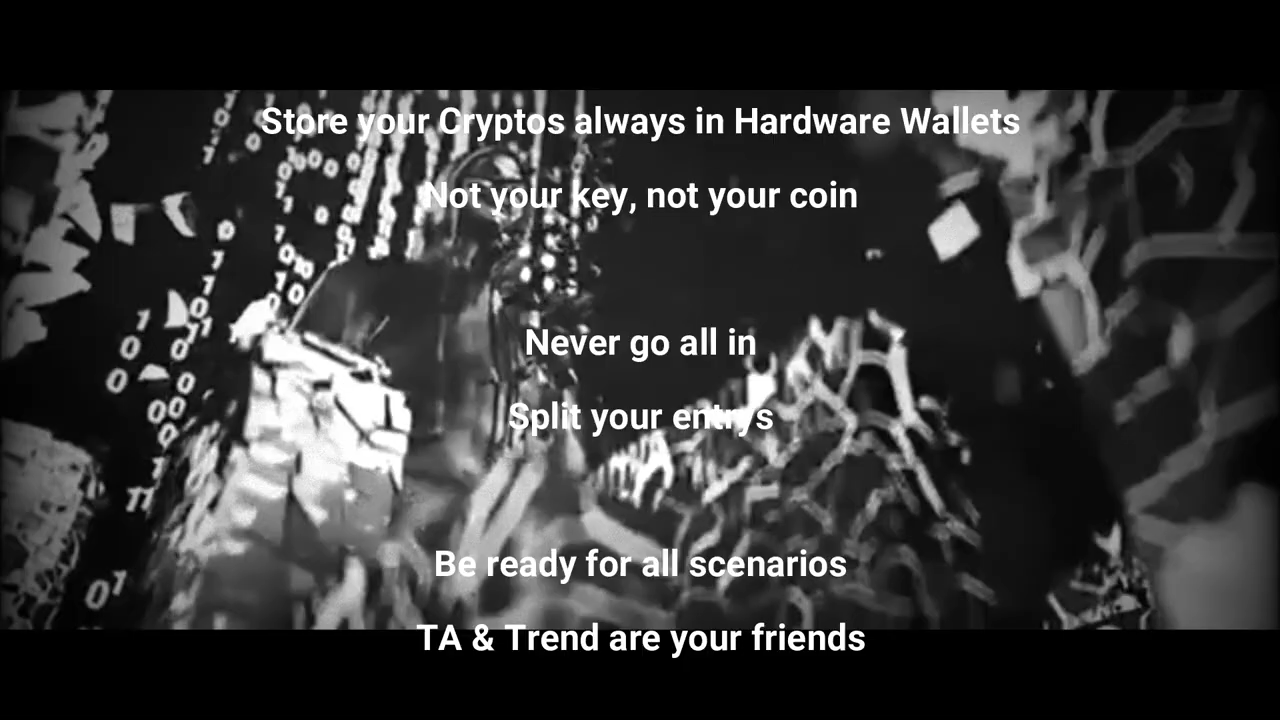 Store your Cryptos always in Hardware Wallets
Not your key, not your coin
Never go all in
Split your entrys
Be ready for all scenarios
TA & Trend are your friends